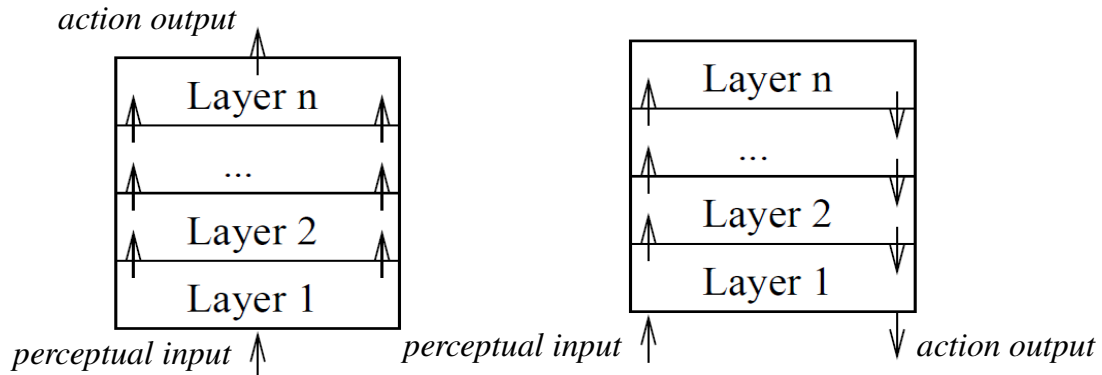 action output
Layer n
...
Layer 2
Layer 1
perceptual input
Layer n
...
Layer 2
Layer 1
perceptual input
action output